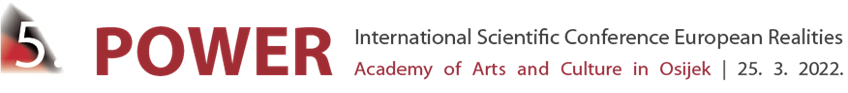 5. POWER
International Scientific Conference European Realities
Academy of Arts and Culture in Osijek | 25. 3. 2022.